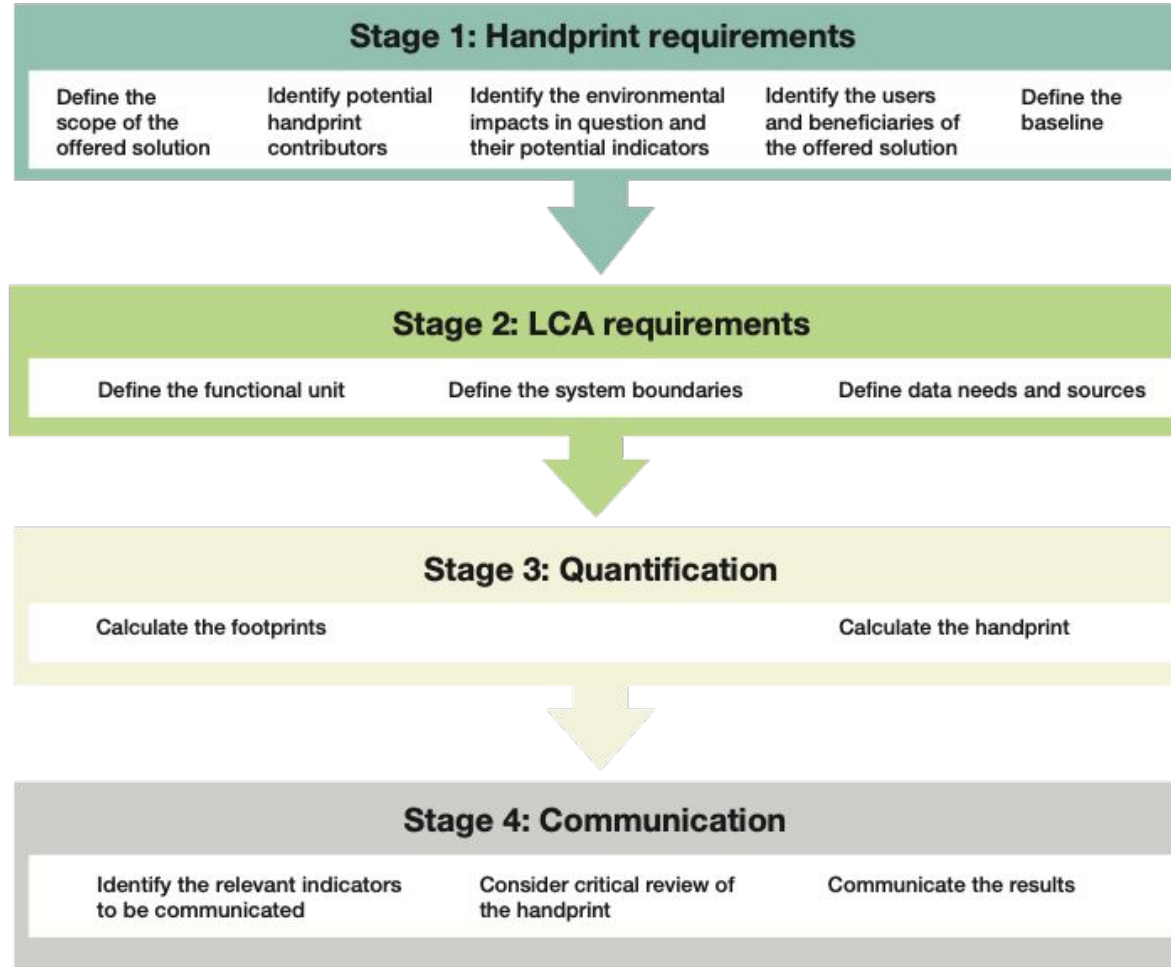 Stage 1: Handprint requirements
Define the
scope of the
offered solution
Identify potential
handprint
contributors
Identify the environmental
impacts in question and
their potential indicators
Identify the users
and beneficiaries of
the offered solution
Define the
baseline
Stage 2: LCA requirements
Define the functional unit
Define the system boundaries
Define data needs and sources
Stage 3: Quantification
Calculate the footprints
Calculate the handprint
Stage 4: Communication
Identify the relevant indicators
to be communicated
Consider critical review of
the handprint
Communicate the results